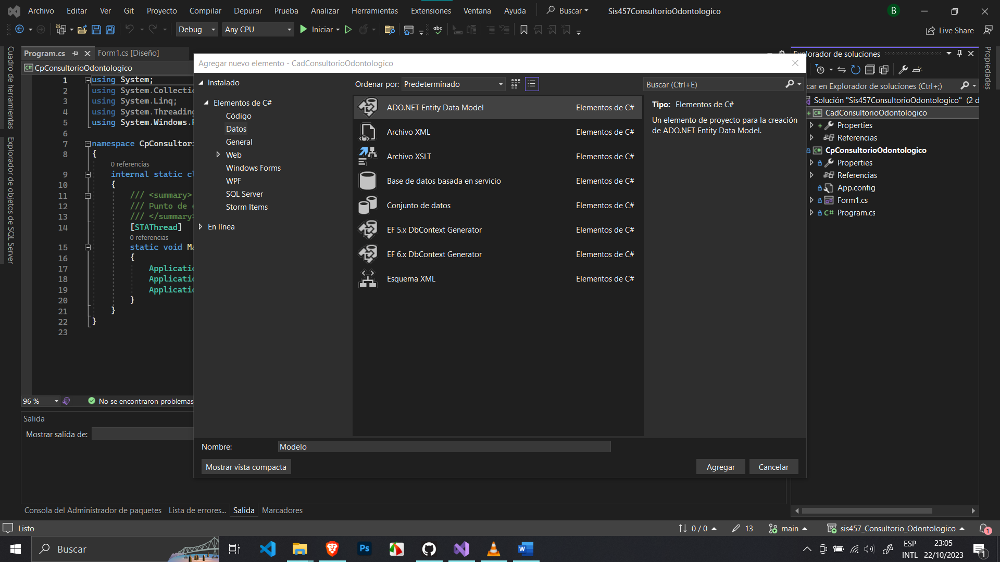 Archivo Editar Ver Git Proyecto Compilar Depurar Prueba Analizar Herramientas Extensiones Ventana Ayuda Buscar Sis457ConsultorioOdontologico B
Debug Any CPU Iniciar abc Live Share
Cuadro de herramientas
Explorador de objetos de SQL Server
Program.cs Form1.cs [Diseño]
CpConsultorioOdontologico
1 using System;
2 using System.Collectio
3 using System.Linq;
4 using System.Threading
5 using System.Windows.
6
7 namespace CpConsultori
8 {
0 referencias
9 internal static cl
10 {
11 /// <summary>
12 /// Punto de
13 /// </summary>
14 [STAThread]
0 referencias
15 static void Ma
16 {
17 Applicatio
18 Applicatio
19 Applicatio
20 }
21 }
22 }
23
96 % No se encontraron problemas
Salida
Mostrar salida de:
Consola del Administrador de paquetes Lista de errores... Salida Marcadores
Agregar nuevo elemento - CadConsultorioOdontologico
Instalado
Elementos de C#
Código
Datos
General
Web
Windows Forms
WPF
SQL Server
Storm Items
En línea
Ordenar por: Predeterminado
ADO.NET Entity Data Model Elementos de C#
Archivo XML Elementos de C#
Archivo XSLT Elementos de C#
Base de datos basada en servicio Elementos de C#
Conjunto de datos Elementos de C#
EF 5.x DbContext Generator Elementos de C#
EF 6.x DbContext Generator Elementos de C#
Esquema XML Elementos de C#
Buscar (Ctrl+E)
Tipo: Elementos de C#
Un elemento de proyecto para la creación
de ADO.NET Entity Data Model.
Nombre: Modelo
Mostrar vista compacta Agregar Cancelar
Explorador de soluciones
car en Explorador de soluciones (Ctrl+;)
Solución "Sis457ConsultorioOdontologico" (2 d
C# CadConsultorioOdontologico
Properties
Referencias
C# CpConsultorioOdontologico
Properties
Referencias
App.config
Form1.cs
C# Program.cs
Propiedades
Listo 0 / 0 13 main sis457_Consultorio_Odontologico 1
Buscar Ps W ESP 23:05
INTL 22/10/2023 1